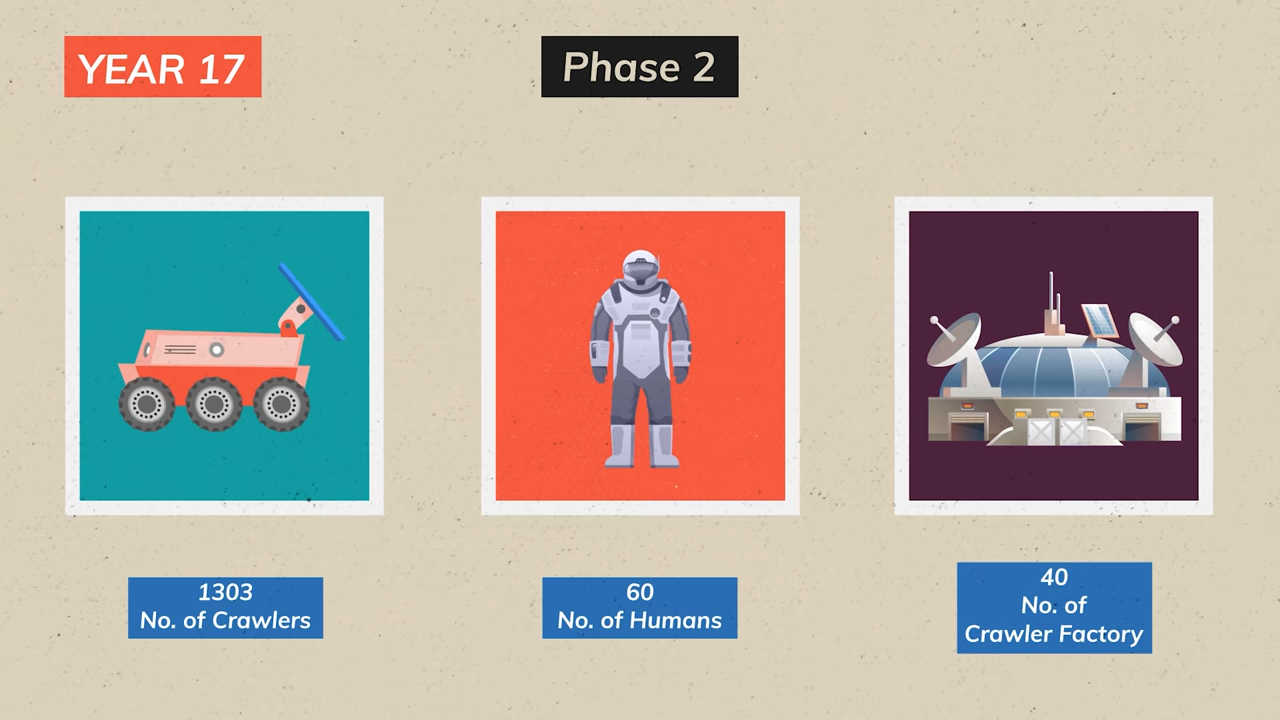 YEAR 17
Phase 2
1303
No. of Crawlers
60
No. of Humans
40
No. of
Crawler Factory